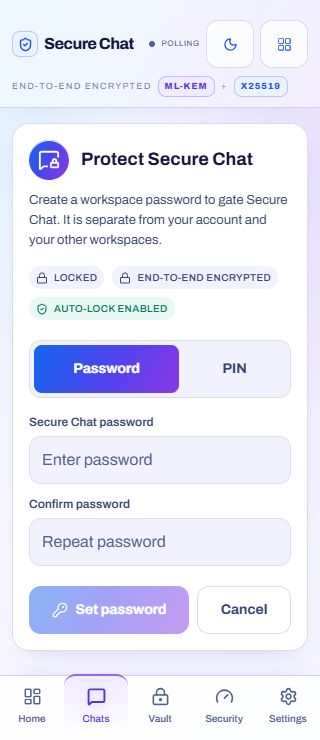 Secure Chat
POLLING
END-TO-END ENCRYPTED ML-KEM + X25519
Protect Secure Chat
Create a workspace password to gate Secure
Chat. It is separate from your account and
your other workspaces.
LOCKED
END-TO-END ENCRYPTED
AUTO-LOCK ENABLED
Password
PIN
Secure Chat password
Enter password
Confirm password
Repeat password
Set password
Cancel
Home
Chats
Vault
Security
Settings